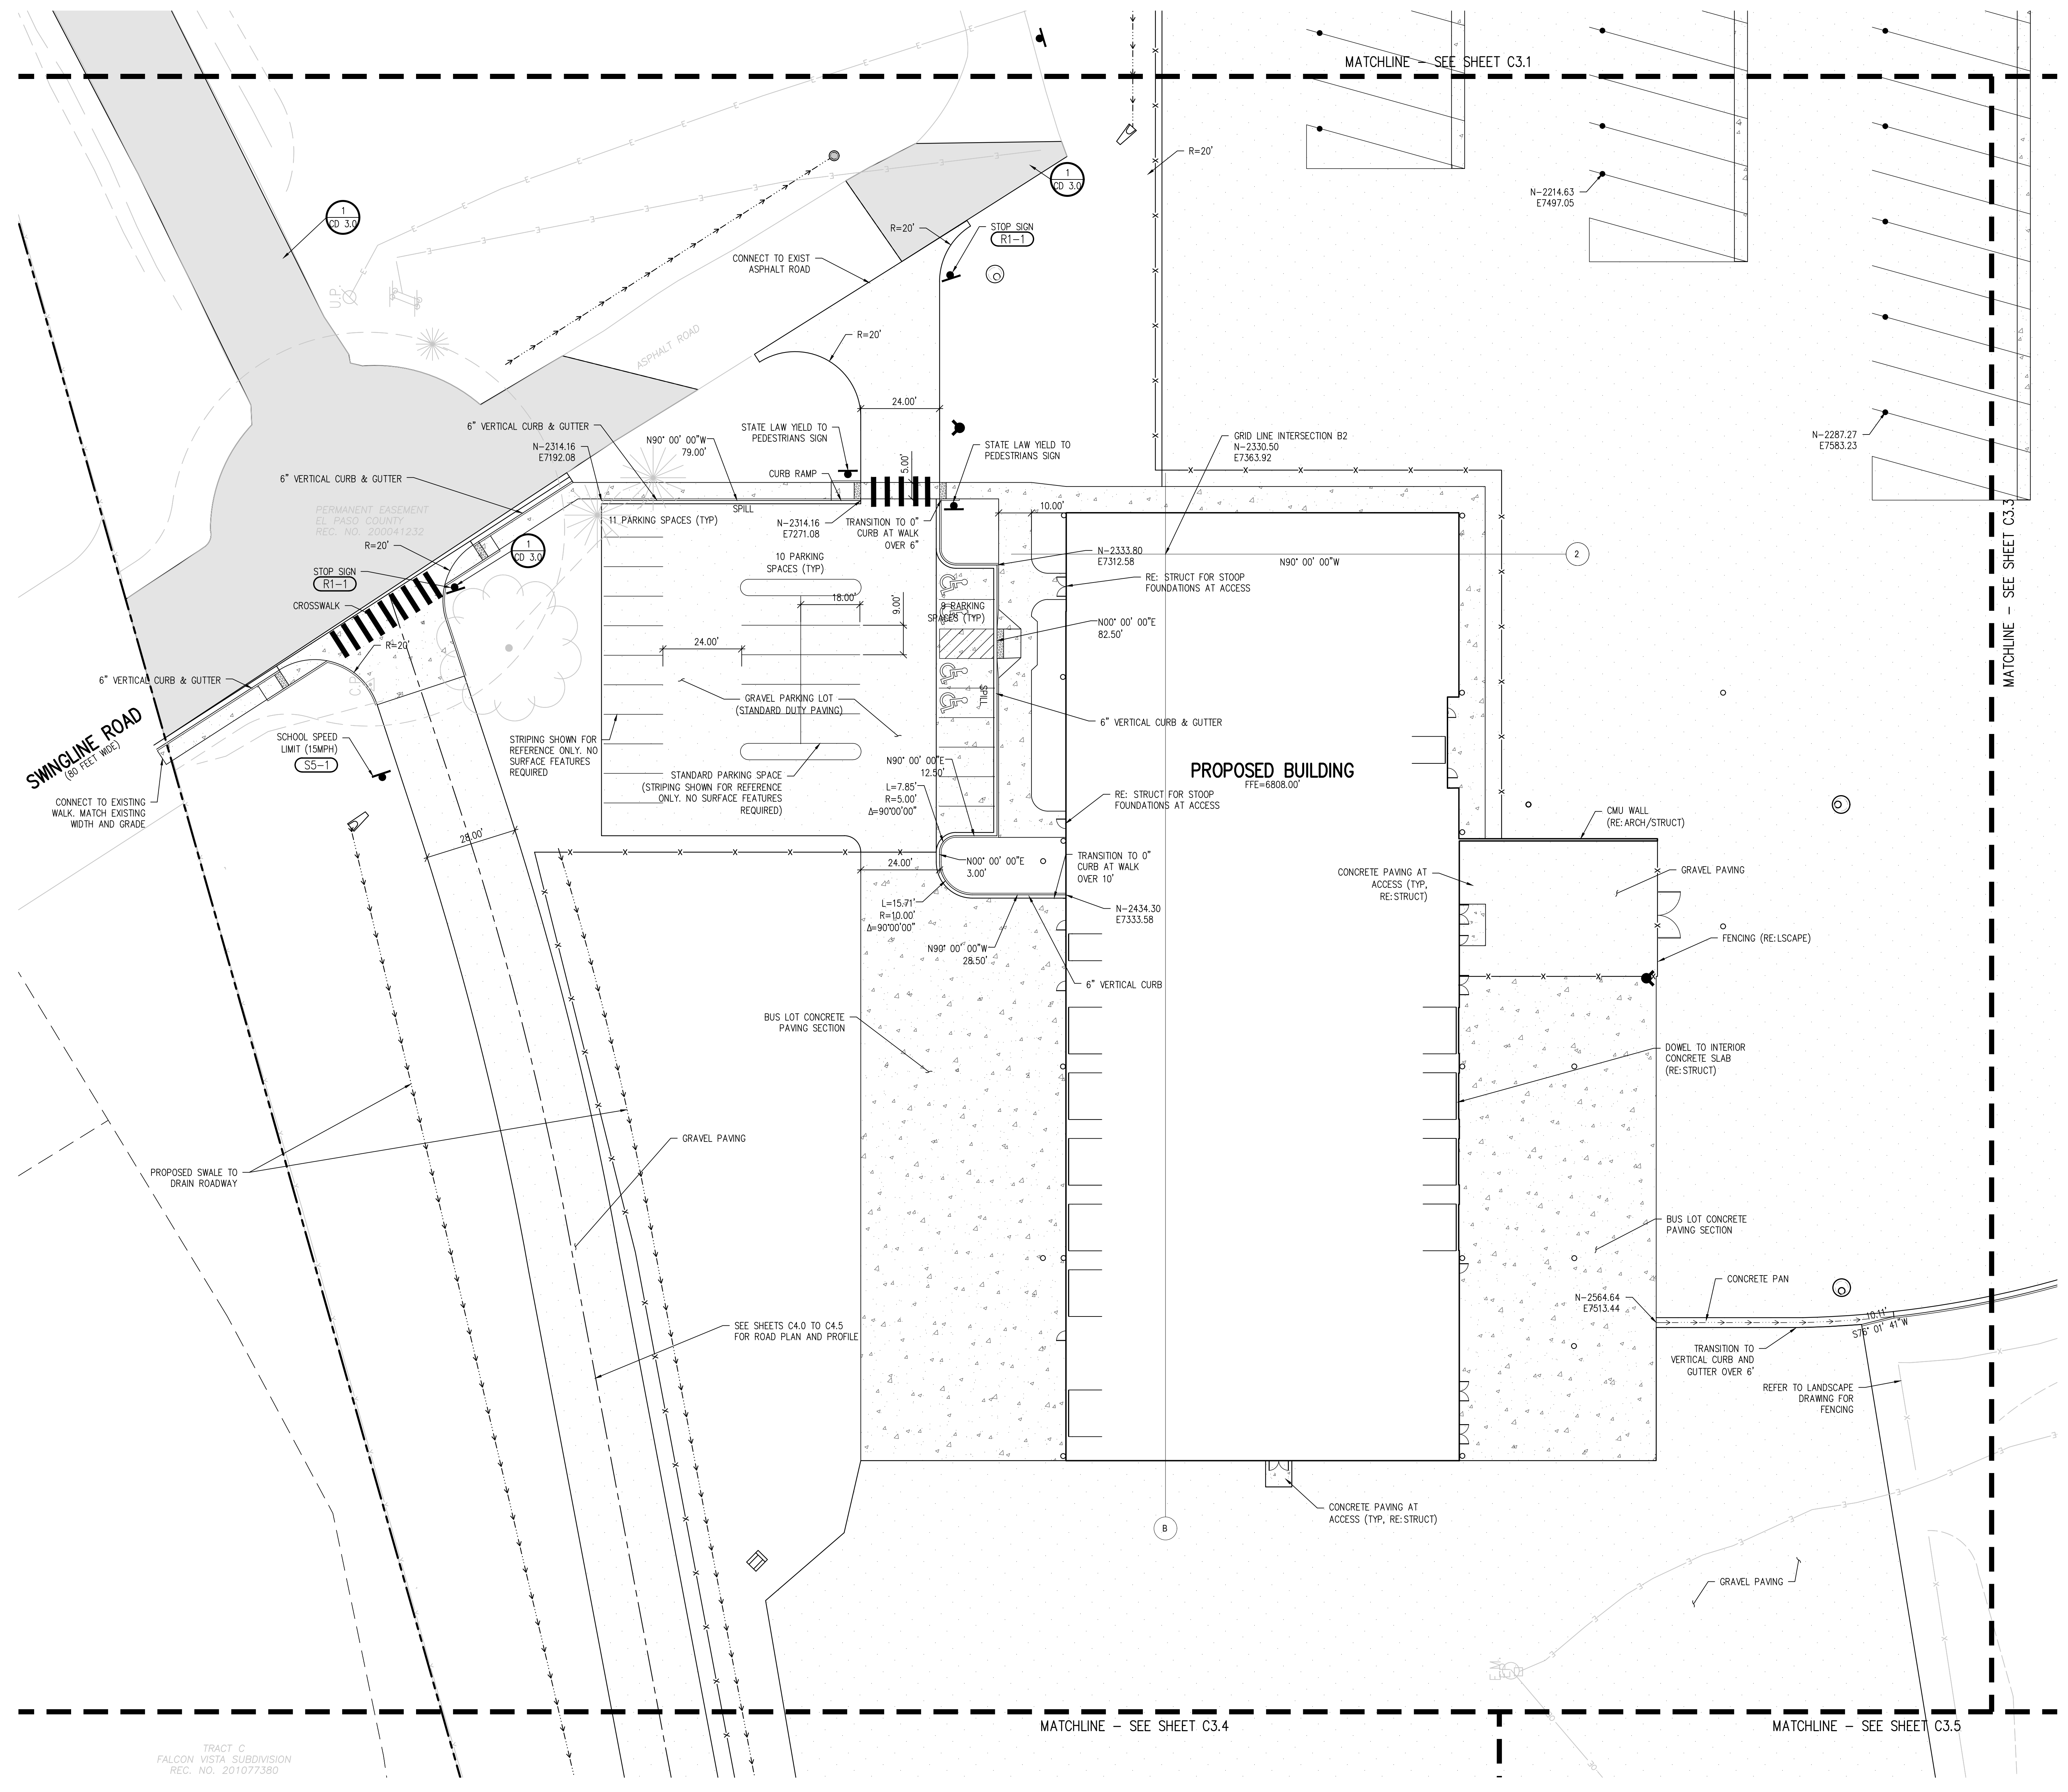 MATCHLINE – SEE SHEET C3.1
R=20'
1
CD 3.0
1
CD 3.0
N-2214.63
E7497.05
R=20'
STOP SIGN
R1-1
CONNECT TO EXIST
ASPHALT ROAD
U.P.
ASPHALT ROAD
R=20'
24.00'
6" VERTICAL CURB & GUTTER
N-2314.16
E7192.08
N90° 00' 00"W
79.00'
STATE LAW YIELD TO
PEDESTRIANS SIGN
CURB RAMP
5.00'
STATE LAW YIELD TO
PEDESTRIANS SIGN
GRID LINE INTERSECTION B2
N-2330.50
E7363.92
N-2287.27
E7583.23
6" VERTICAL CURB & GUTTER
PERMANENT EASEMENT
EL PASO COUNTY
REC. NO. 200041232
SPILL
11 PARKING SPACES (TYP)
N-2314.16
E7271.08
TRANSITION TO 0"
CURB AT WALK
OVER 6"
10.00'
MATCHLINE – SEE SHEET C3.3
R=20'
1
CD 3.0
10 PARKING
SPACES (TYP)
N-2333.80
E7312.58
N90° 00' 00"W
2
STOP SIGN
R1-1
RE: STRUCT FOR STOOP
FOUNDATIONS AT ACCESS
CROSSWALK
18.00'
9.00'
9 PARKING
SPACES (TYP)
N00° 00' 00"E
82.50'
R=20'
24.00'
6" VERTICAL CURB & GUTTER
GRAVEL PARKING LOT
(STANDARD DUTY PAVING)
SPILL
6" VERTICAL CURB & GUTTER
SWINGLINE ROAD
(80 FEET WIDE)
SCHOOL SPEED
LIMIT (15MPH)
S5-1
STRIPING SHOWN FOR
REFERENCE ONLY. NO
SURFACE FEATURES
REQUIRED
STANDARD PARKING SPACE
(STRIPING SHOWN FOR REFERENCE
ONLY. NO SURFACE FEATURES
REQUIRED)
N90° 00' 00"E
12.50'
L=7.85'
R=5.00'
Δ=90°00'00"
PROPOSED BUILDING
FFE=6808.00'
RE: STRUCT FOR STOOP
FOUNDATIONS AT ACCESS
CONNECT TO EXISTING
WALK. MATCH EXISTING
WIDTH AND GRADE
CMU WALL
(RE:ARCH/STRUCT)
28.00'
24.00'
N00° 00' 00"E
3.00'
TRANSITION TO 0"
CURB AT WALK
OVER 10'
CONCRETE PAVING AT
ACCESS (TYP,
RE:STRUCT)
GRAVEL PAVING
L=15.71'
R=10.00'
Δ=90°00'00"
N-2434.30
E7333.58
N90° 00' 00"W
28.50'
FENCING (RE:LSCAPE)
6" VERTICAL CURB
BUS LOT CONCRETE
PAVING SECTION
DOWEL TO INTERIOR
CONCRETE SLAB
(RE:STRUCT)
GRAVEL PAVING
PROPOSED SWALE TO
DRAIN ROADWAY
BUS LOT CONCRETE
PAVING SECTION
CONCRETE PAN
N-2564.64
E7513.44
10.11'
S76° 01' 41"W
SEE SHEETS C4.0 TO C4.5
FOR ROAD PLAN AND PROFILE
TRANSITION TO
VERTICAL CURB AND
GUTTER OVER 6'
REFER TO LANDSCAPE
DRAWING FOR
FENCING
CONCRETE PAVING AT
ACCESS (TYP, RE:STRUCT)
B
GRAVEL PAVING
MATCHLINE – SEE SHEET C3.4
MATCHLINE – SEE SHEET C3.5
TRACT C
FALCON VISTA SUBDIVISION
REC. NO. 201077380